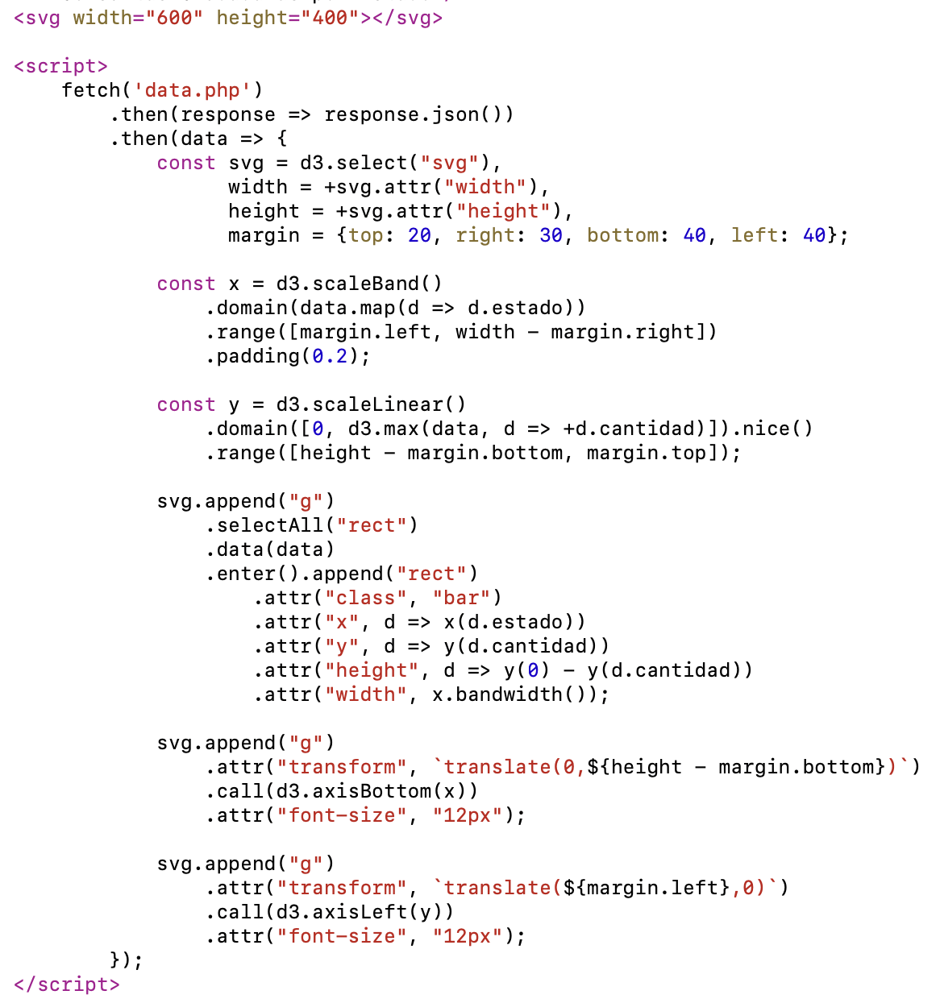 <svg width="600" height="400"></svg>
<script>
    fetch('data.php')
        .then(response => response.json())
        .then(data => {
            const svg = d3.select("svg"),
                  width = +svg.attr("width"),
                  height = +svg.attr("height"),
                  margin = {top: 20, right: 30, bottom: 40, left: 40};
            const x = d3.scaleBand()
                .domain(data.map(d => d.estado))
                .range([margin.left, width - margin.right])
                .padding(0.2);
            const y = d3.scaleLinear()
                .domain([0, d3.max(data, d => +d.cantidad)]).nice()
                .range([height - margin.bottom, margin.top]);
            svg.append("g")
                .selectAll("rect")
                .data(data)
                .enter().append("rect")
                    .attr("class", "bar")
                    .attr("x", d => x(d.estado))
                    .attr("y", d => y(d.cantidad))
                    .attr("height", d => y(0) - y(d.cantidad))
                    .attr("width", x.bandwidth());
            svg.append("g")
                .attr("transform", `translate(0,${height - margin.bottom})`)
                .call(d3.axisBottom(x))
                .attr("font-size", "12px");
            svg.append("g")
                .attr("transform", `translate(${margin.left},0)`)
                .call(d3.axisLeft(y))
                .attr("font-size", "12px");
        });
</script>